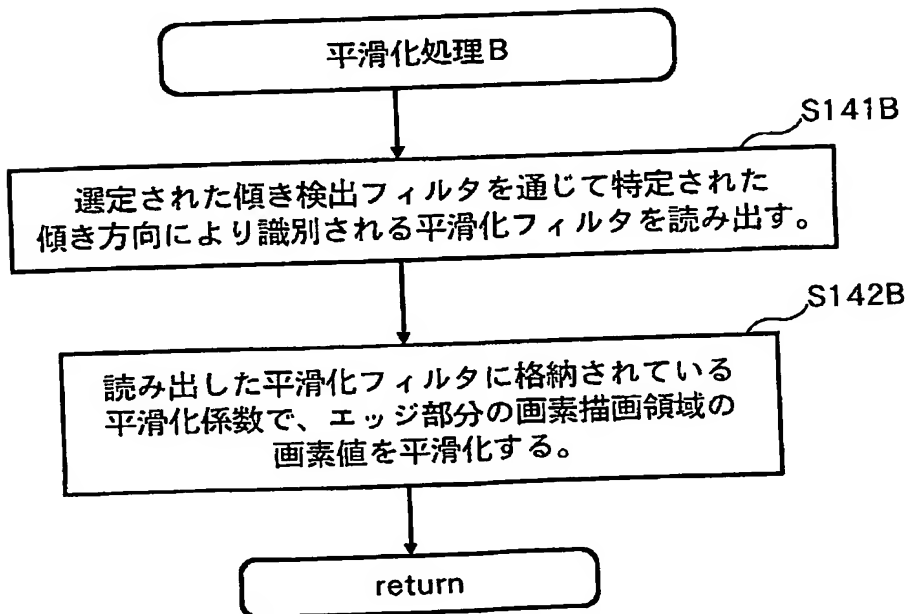 平滑化処理B
S141B
選定された傾き検出フィルタを通じて特定された
傾き方向により識別される平滑化フィルタを読み出す。
S142B
読み出した平滑化フィルタに格納されている
平滑化係数で、エッジ部分の画素描画領域の
画素値を平滑化する。
return